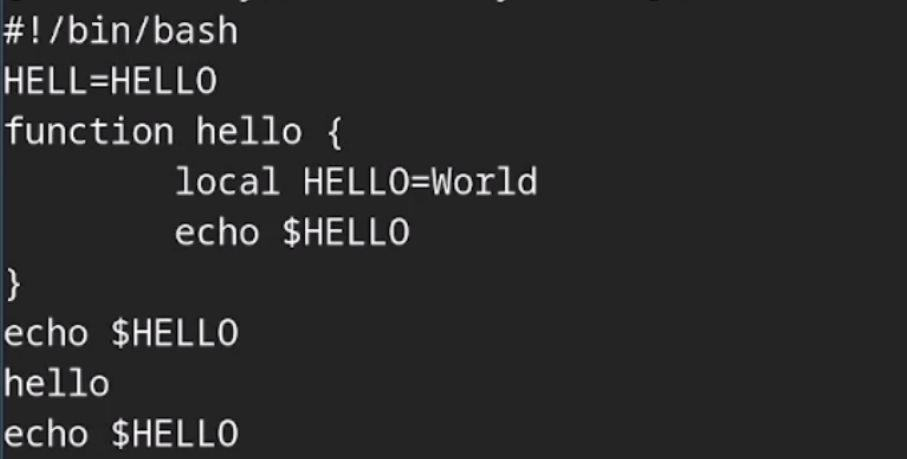 #!/bin/bash
HELL=HELLO
function hello {
        local HELLO=World
        echo $HELLO
}
echo $HELLO
hello
echo $HELLO